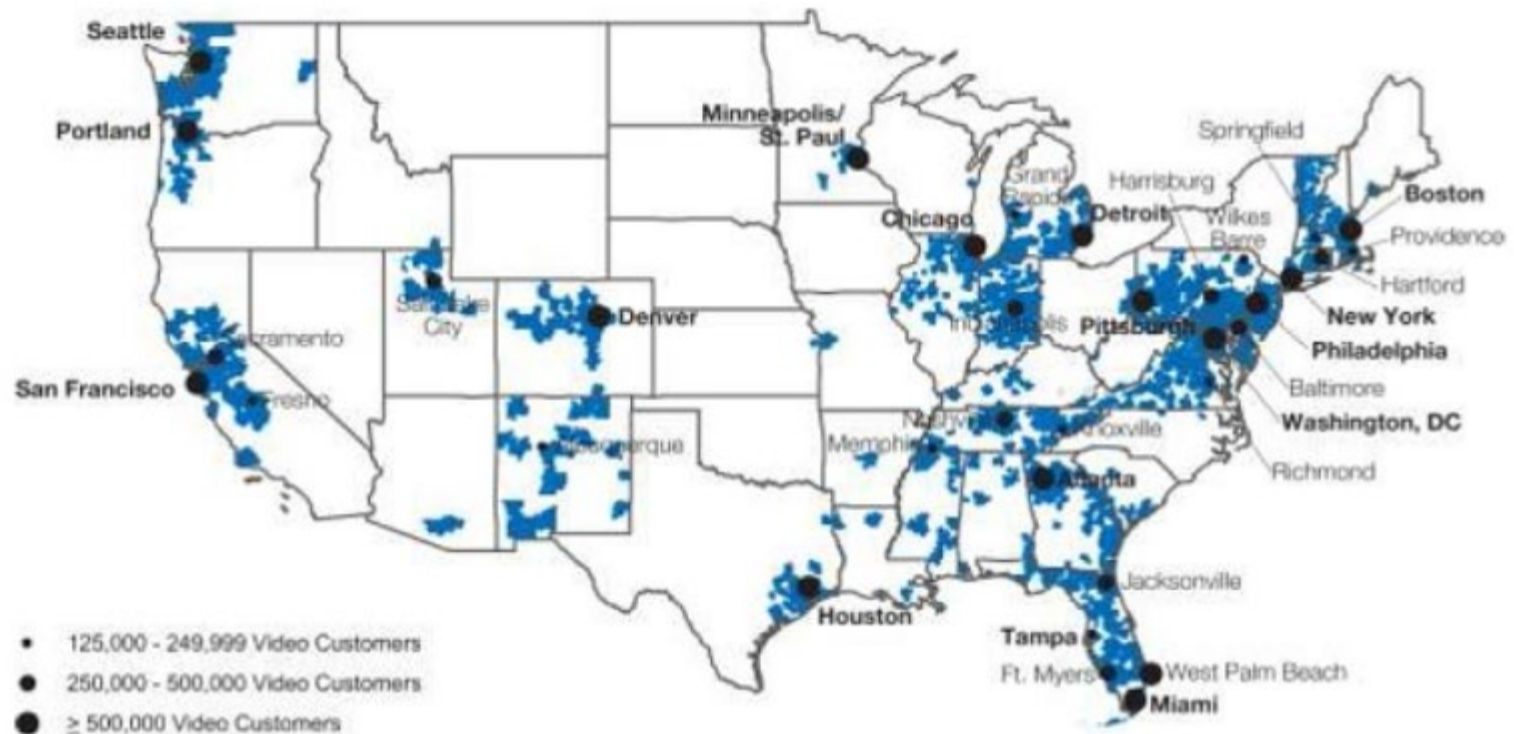 Seattle
Portland
Minneapolis/
St. Paul
Springfield
Grand
Rapids
Harrisburg
Boston
Chicago
Detroit
Wilkes
Barre
Providence
Hartford
Salt Lake
City
Denver
Indianapolis
Pittsburgh
New York
Philadelphia
Sacramento
San Francisco
Fresno
Baltimore
Washington, DC
Nashville
Knoxville
Memphis
Albuquerque
Richmond
Atlanta
Jacksonville
Houston
Tampa
Ft. Myers
West Palm Beach
Miami
125,000 - 249,999 Video Customers
250,000 - 500,000 Video Customers
≥ 500,000 Video Customers